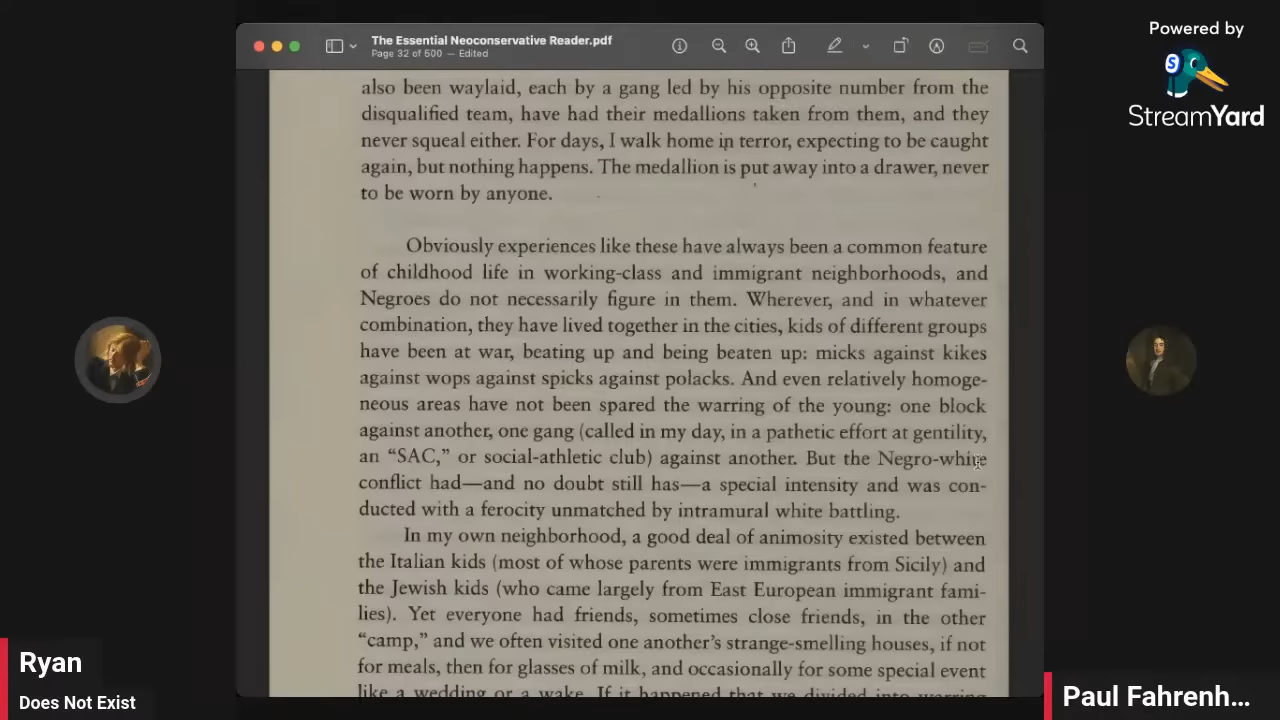 The Essential Neoconservative Reader.pdf
Page 32 of 500 — Edited
Powered by
S
StreamYard
also been waylaid, each by a gang led by his opposite number from the
disqualified team, have had their medallions taken from them, and they
never squeal either. For days, I walk home in terror, expecting to be caught
again, but nothing happens. The medallion is put away into a drawer, never
to be worn by anyone.
Obviously experiences like these have always been a common feature
of childhood life in working-class and immigrant neighborhoods, and
Negroes do not necessarily figure in them. Wherever, and in whatever
combination, they have lived together in the cities, kids of different groups
have been at war, beating up and being beaten up: micks against kikes
against wops against spicks against polacks. And even relatively homoge-
neous areas have not been spared the warring of the young: one block
against another, one gang (called in my day, in a pathetic effort at gentility,
an “SAC,” or social-athletic club) against another. But the Negro-white
conflict had—and no doubt still has—a special intensity and was con-
ducted with a ferocity unmatched by intramural white battling.
In my own neighborhood, a good deal of animosity existed between
the Italian kids (most of whose parents were immigrants from Sicily) and
the Jewish kids (who came largely from East European immigrant fami-
lies). Yet everyone had friends, sometimes close friends, in the other
“camp,” and we often visited one another’s strange-smelling houses, if not
for meals, then for glasses of milk, and occasionally for some special event
like a wedding or a wake. If it happened that we divided into warring
Ryan
Does Not Exist
Paul Fahrenh...